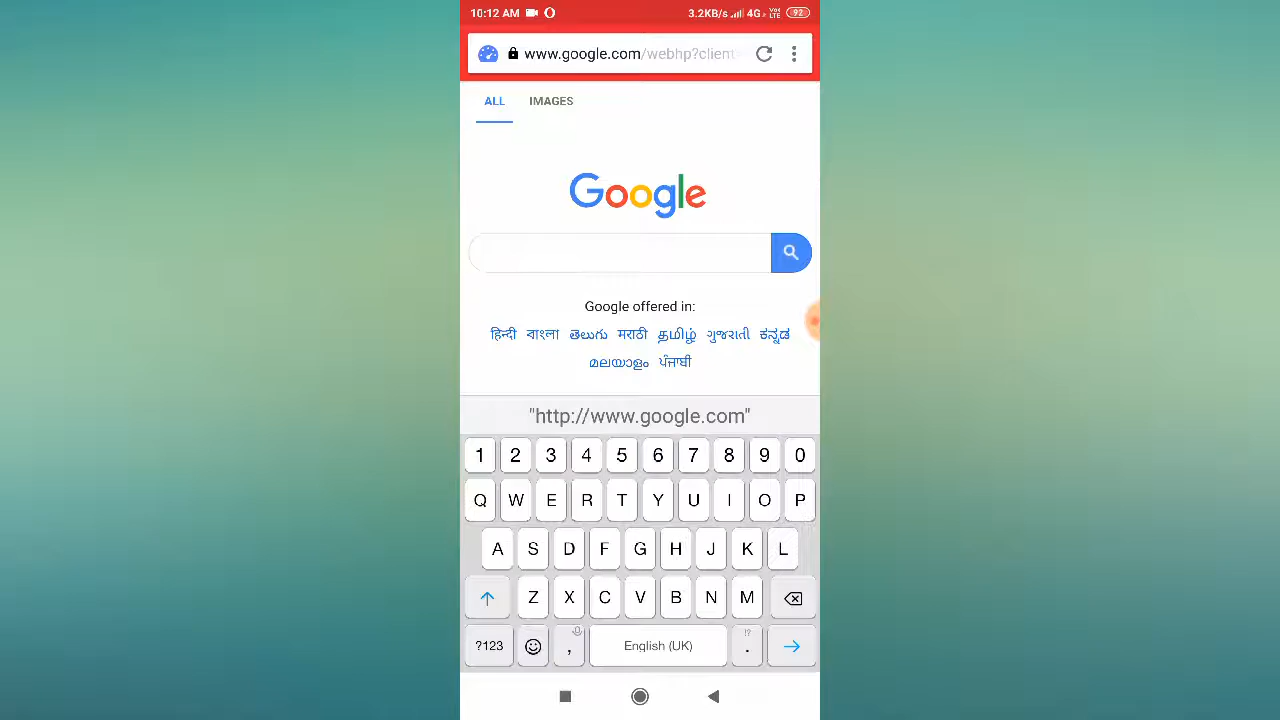 10:12 AM 3.2KB/s 4G Vo LTE 92
www.google.com/webhp?client
ALL IMAGES
Google
Google offered in:
हिन्दी বাংলা తెలుగు मराठी தமிழ் ગુજરાતી ಕನ್ನಡ
മലയാളം ਪੰਜਾਬੀ
"http://www.google.com"
1 2 3 4 5 6 7 8 9 0
Q W E R T Y U I O P
A S D F G H J K L
Z X C V B N M
?123 , English (UK) !? .